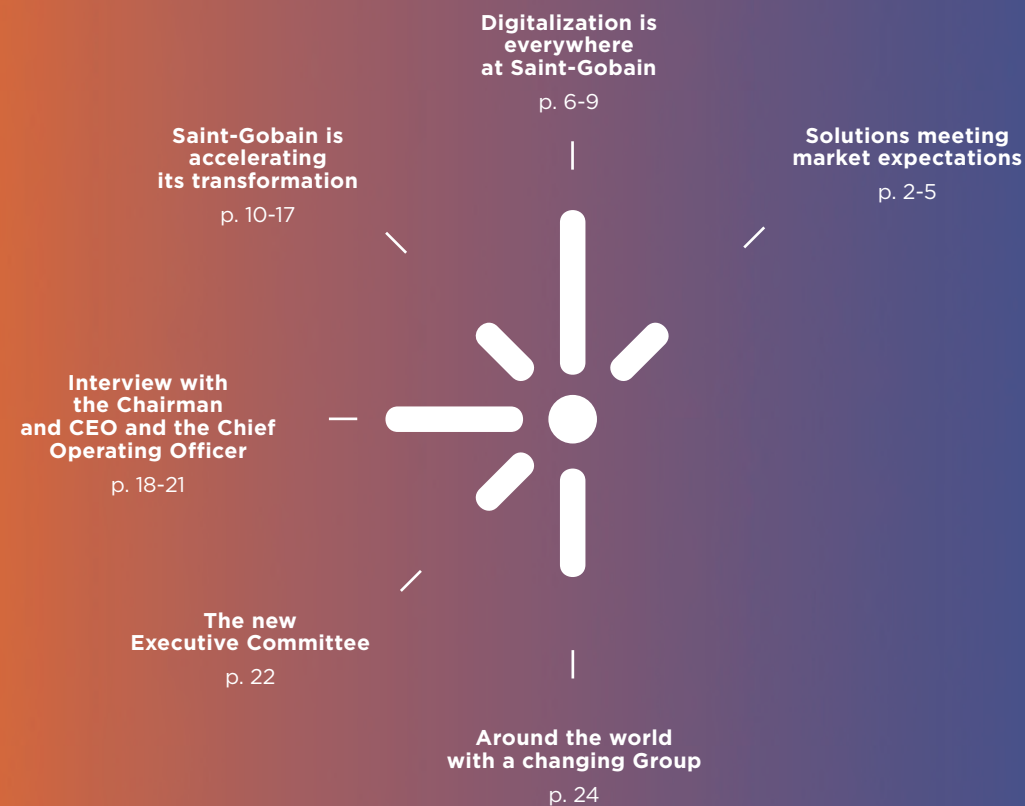 Digitalization is
everywhere
at Saint-Gobain
p. 6-9
Saint-Gobain is
accelerating
its transformation
p. 10-17
Solutions meeting
market expectations
p. 2-5
Interview with
the Chairman
and CEO and the Chief
Operating Officer
p. 18-21
The new
Executive Committee
p. 22
Around the world
with a changing Group
p. 24